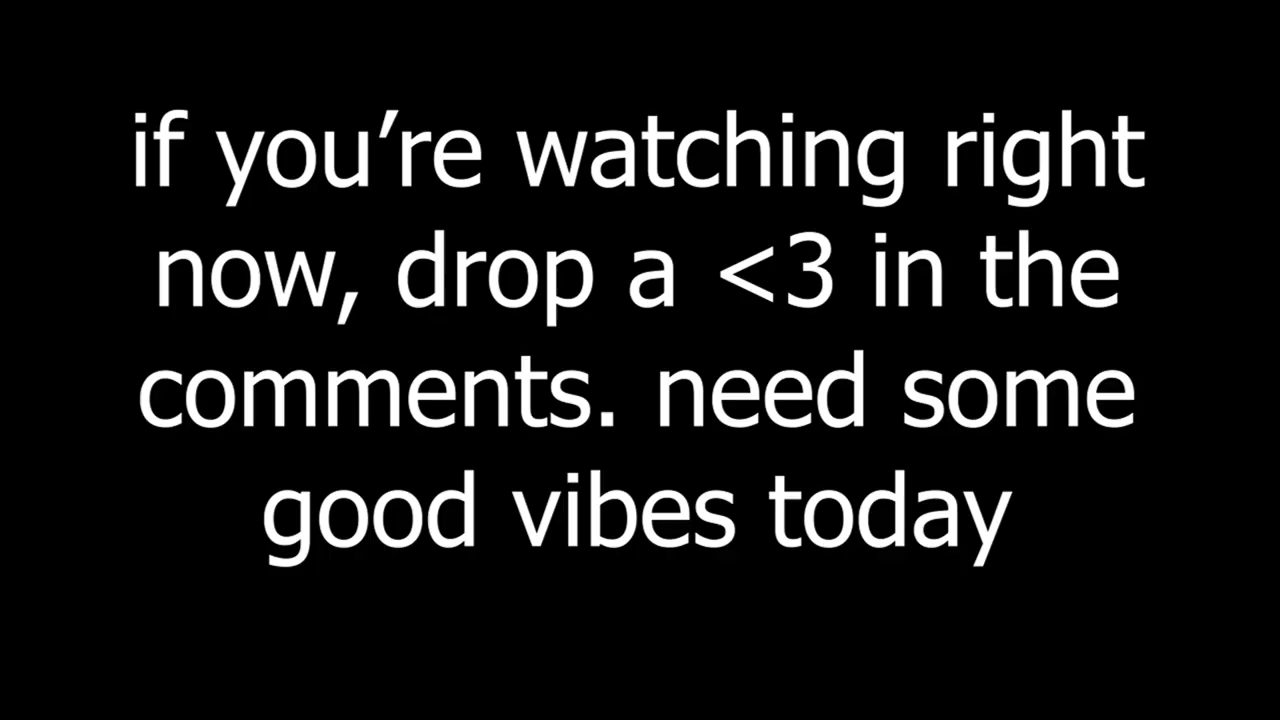 if you’re watching right
now, drop a <3 in the
comments. need some
good vibes today